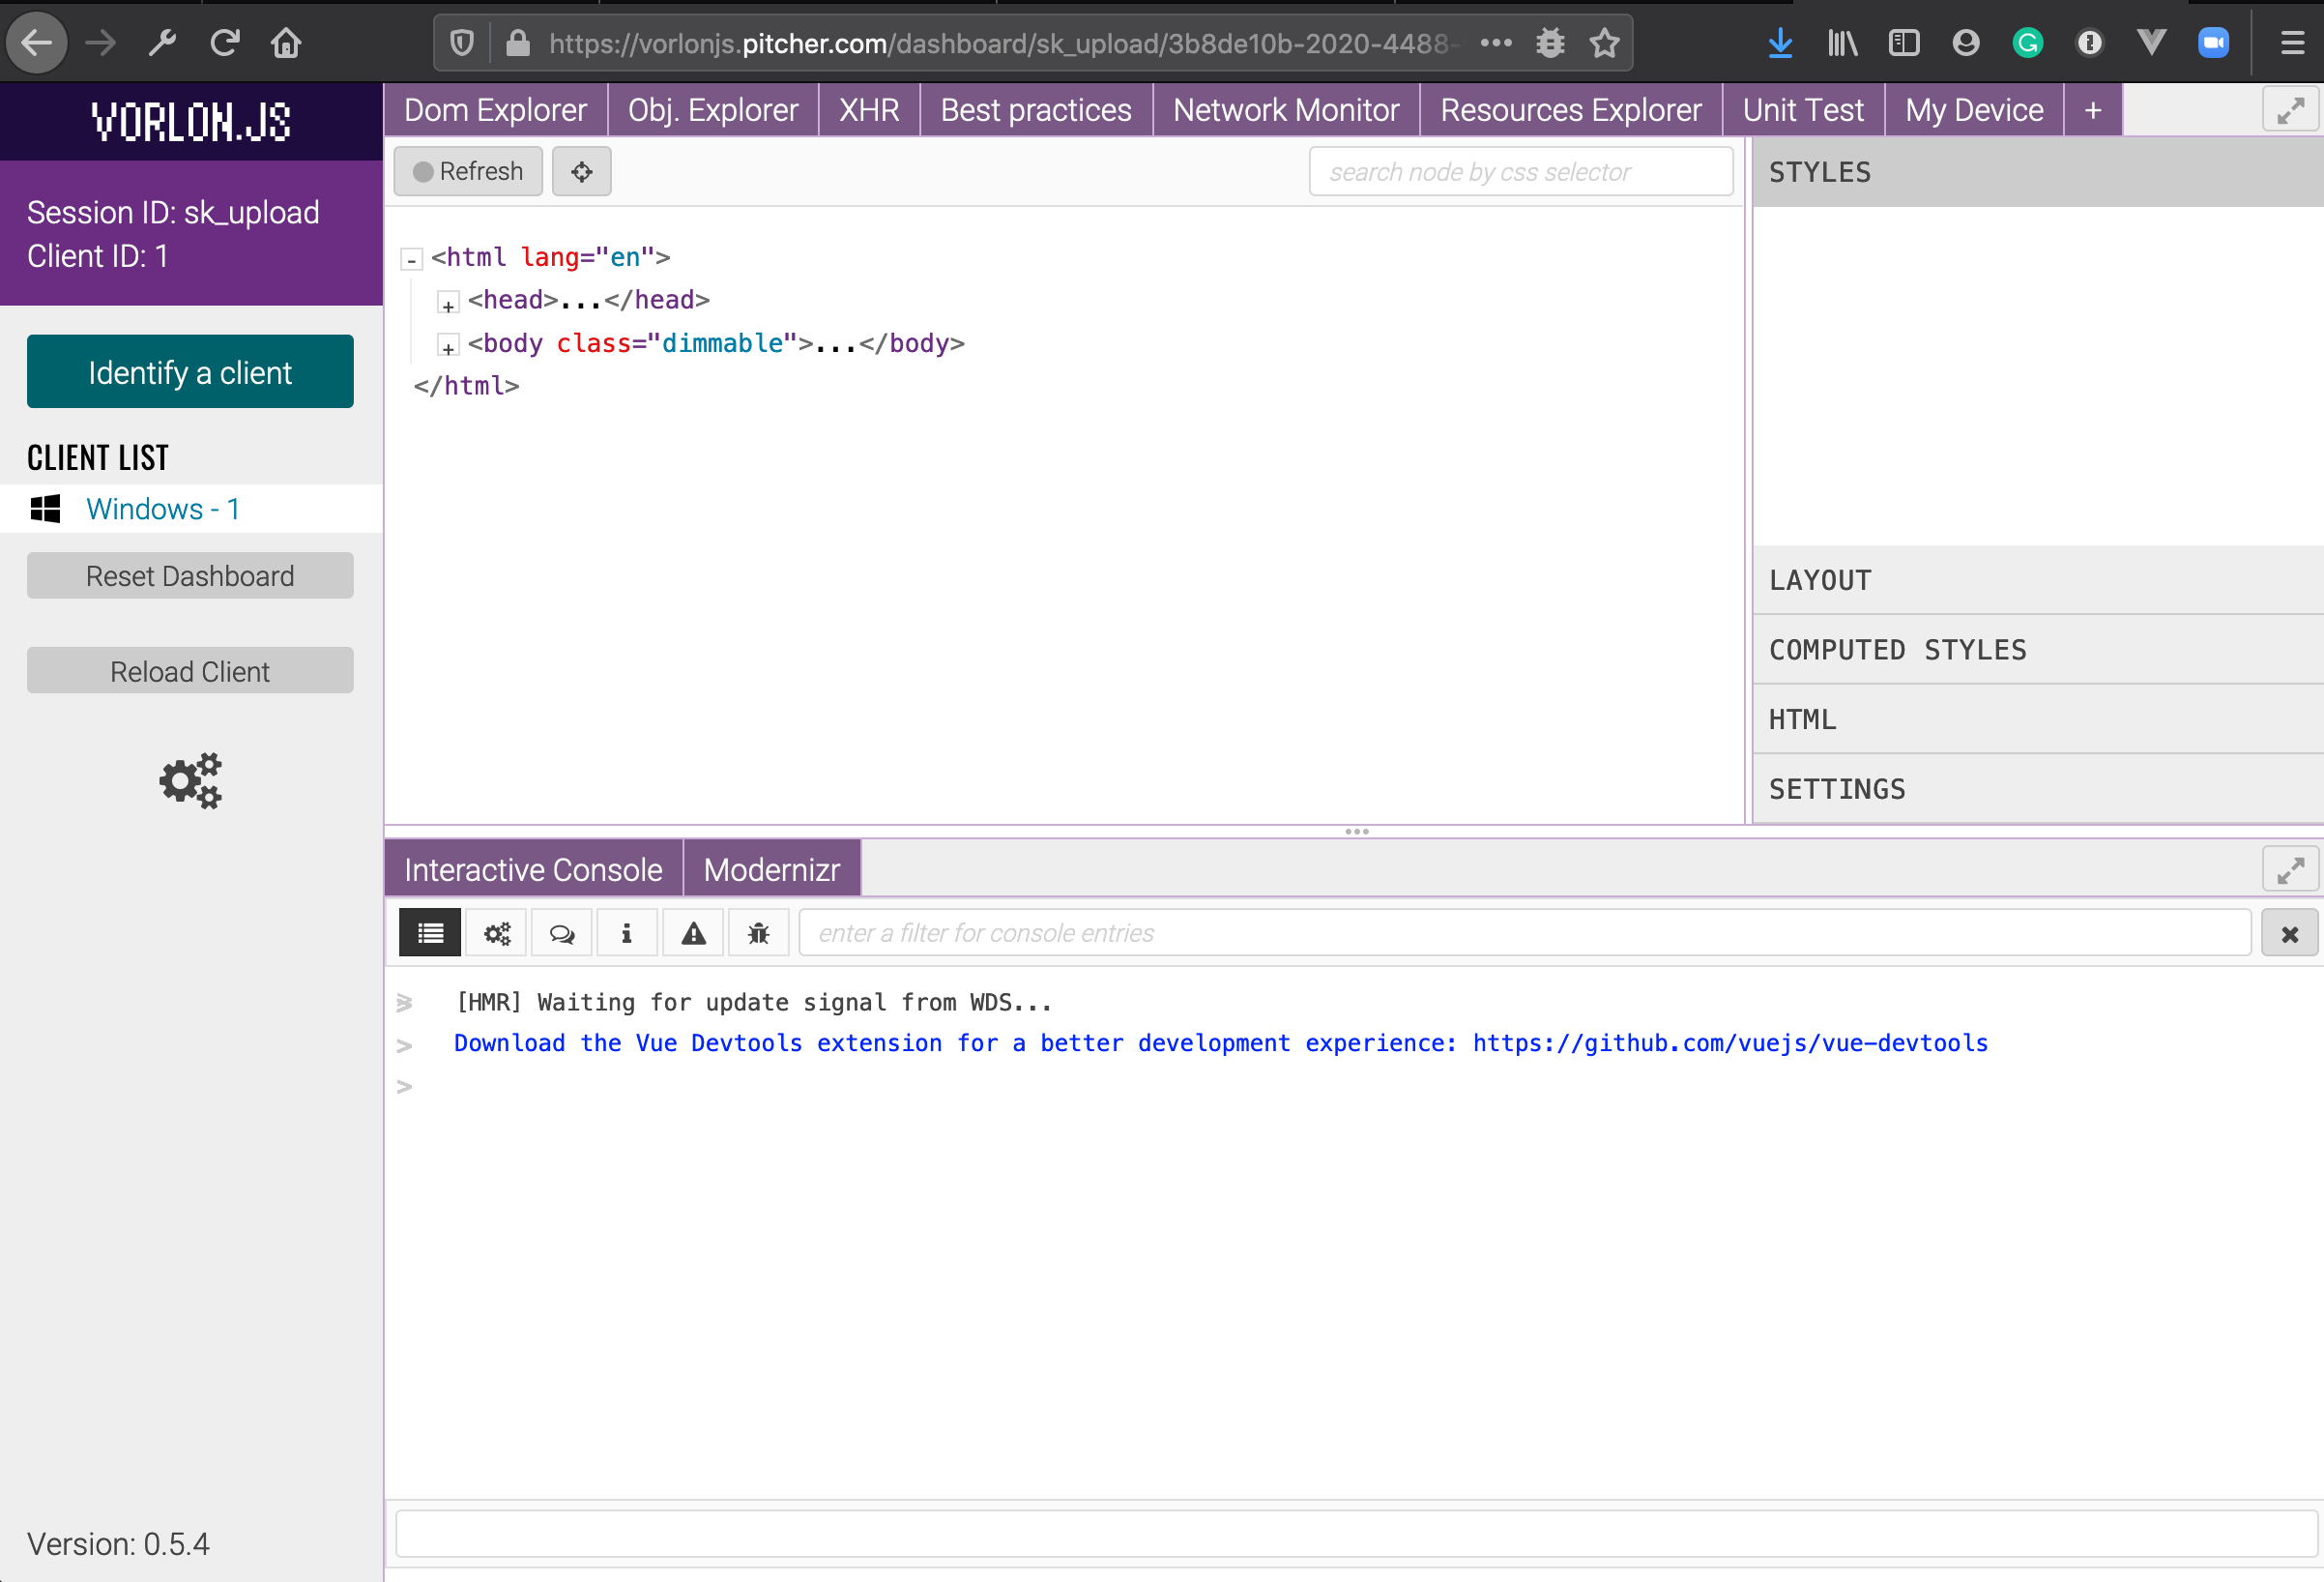 https://vorlonjs.pitcher.com/dashboard/sk_upload/3b8de10b-2020-4488-
VORLON.JS
Session ID: sk_upload
Client ID: 1
Identify a client
CLIENT LIST
Windows - 1
Reset Dashboard
Reload Client
Version: 0.5.4
Dom Explorer Obj. Explorer XHR Best practices Network Monitor Resources Explorer Unit Test My Device +
Refresh
search node by css selector
- <html lang="en">
+ <head>...</head>
+ <body class="dimmable">...</body>
</html>
STYLES
LAYOUT
COMPUTED STYLES
HTML
SETTINGS
Interactive Console Modernizr
enter a filter for console entries
> [HMR] Waiting for update signal from WDS...
> Download the Vue Devtools extension for a better development experience: https://github.com/vuejs/vue-devtools
>